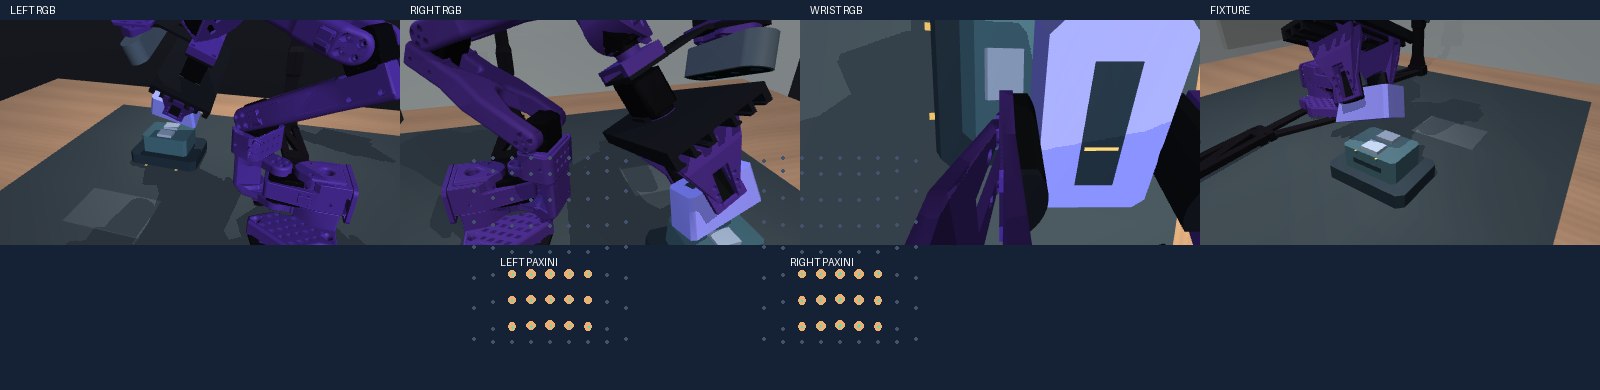 LEFT RGB
RIGHT RGB
WRIST RGB
FIXTURE
LEFT PAXINI
RIGHT PAXINI